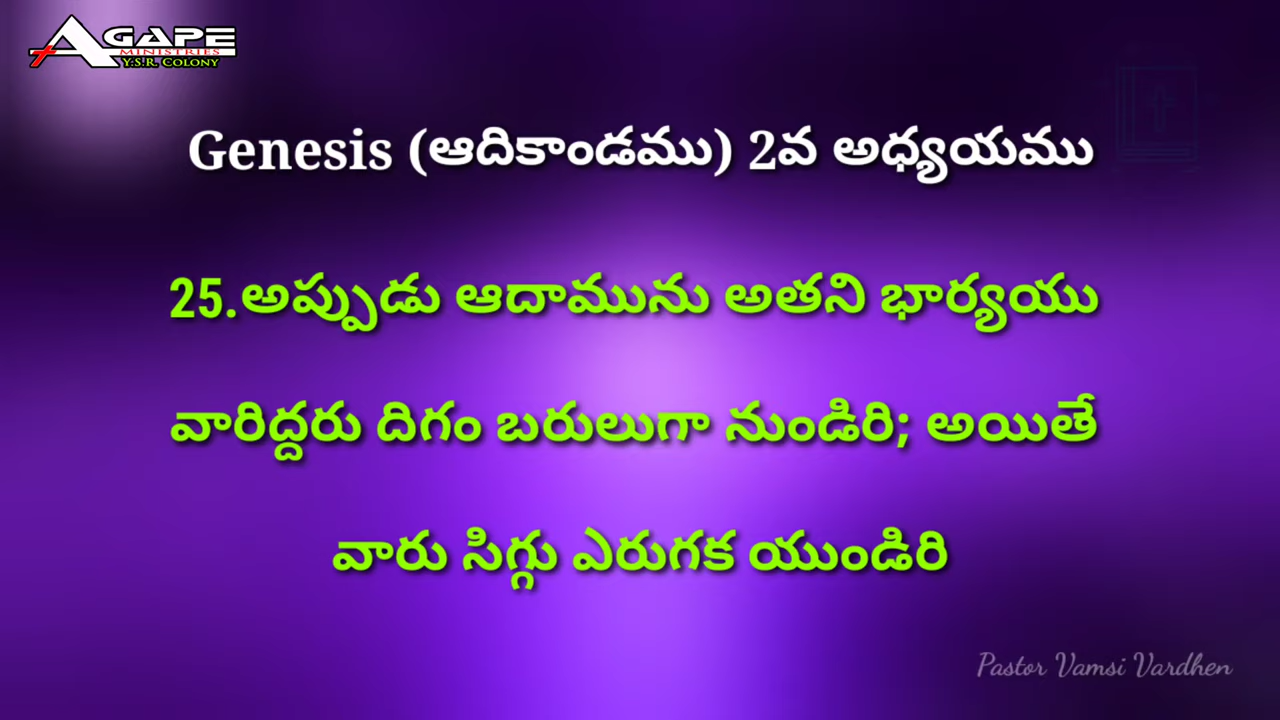 AGAPE
MINISTRIES
Y.S.R. COLONY
Genesis (ఆదికాండము) 2వ అధ్యయము
25.అప్పుడు ఆదామును అతని భార్యయు
వారిద్దరు దిగం బరులుగా నుండిరి; అయితే
వారు సిగ్గు ఎరుగక యుండిరి
Pastor Vamsi Vardhen